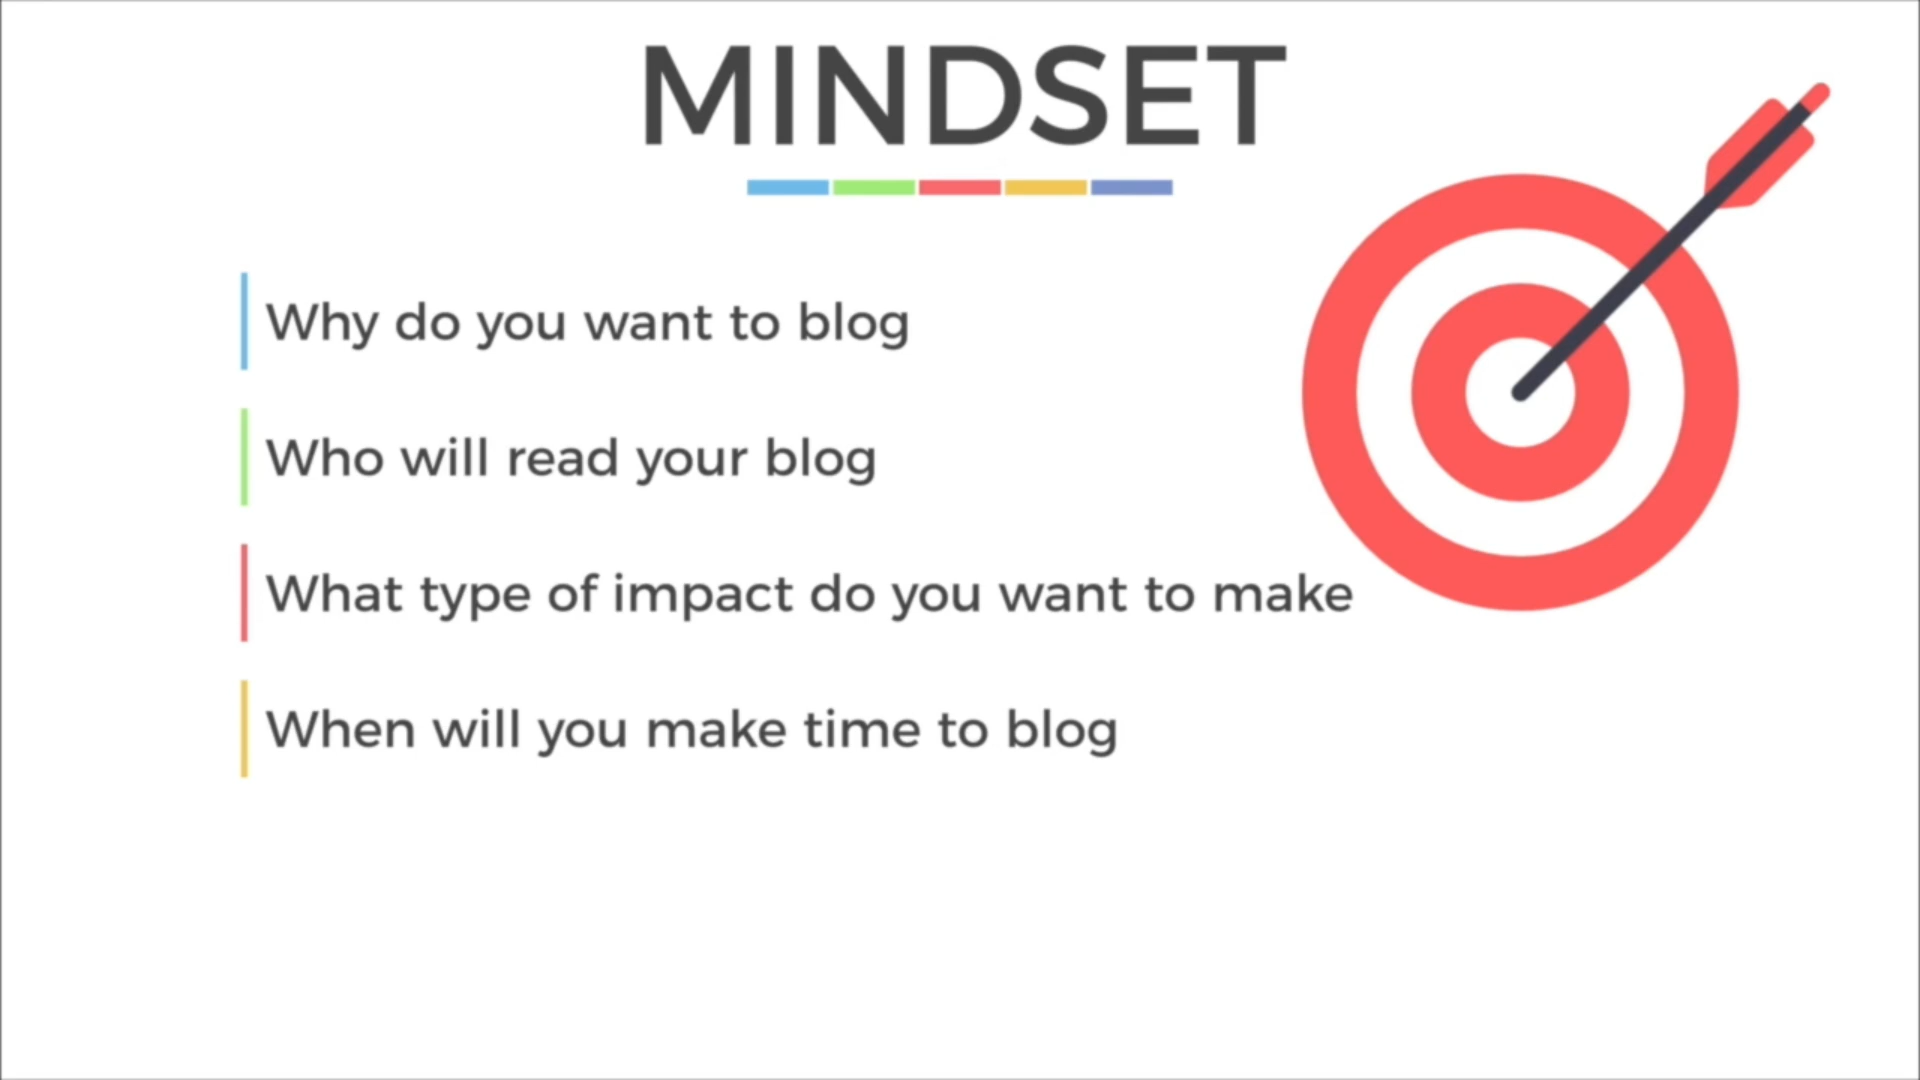 MINDSET
Why do you want to blog
Who will read your blog
What type of impact do you want to make
When will you make time to blog